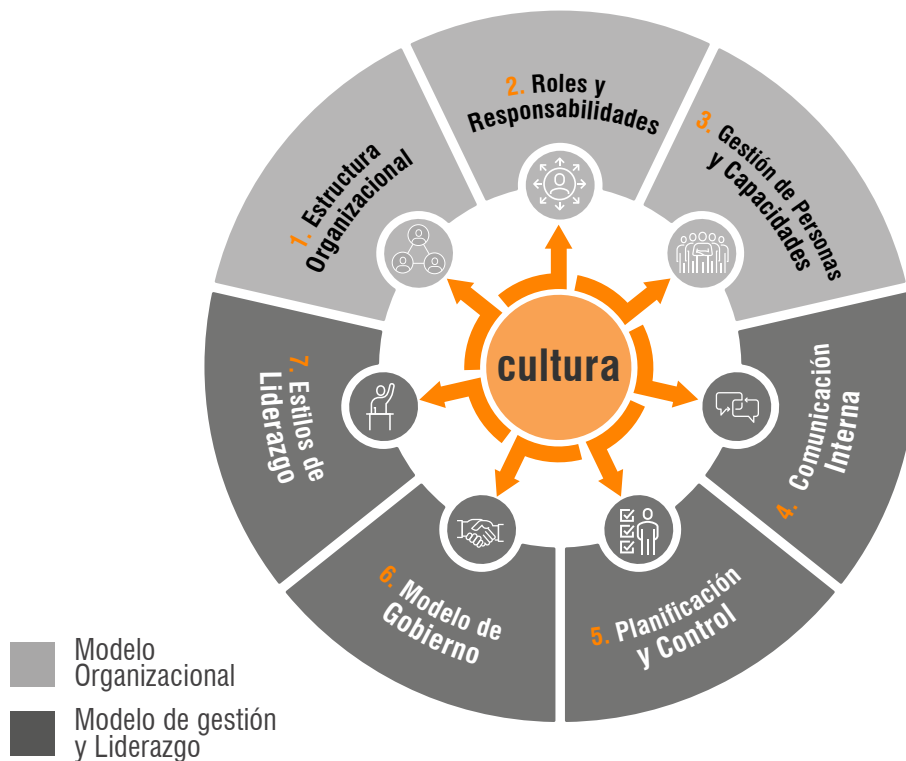 1. Estructura
Organizacional
2. Roles y
Responsabilidades
3. Gestión de Personas
y Capacidades
4. Comunicación
Interna
5. Planificación
y Control
6. Modelo de
Gobierno
7. Estilos de
Liderazgo
cultura
Modelo
Organizacional
Modelo de gestión
y Liderazgo